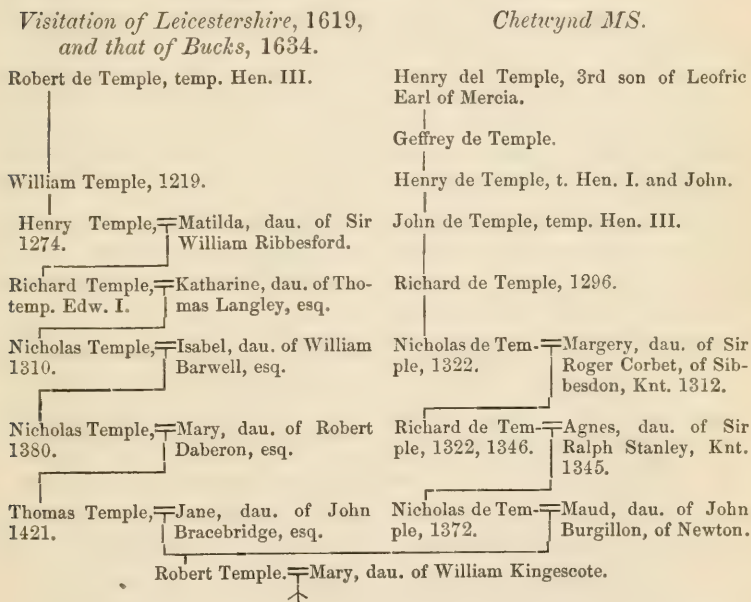 Visitation of Leicestershire, 1619,
and that of Bucks, 1634.
Robert de Temple, temp. Hen. III.
William Temple, 1219.
Henry Temple, Matilda, dau. of Sir
1274. William Ribbesford.
Richard Temple, Katharine, dau. of Tho-
temp. Edw. I. mas Langley, esq.
Nicholas Temple, Isabel, dau. of William
1310. Barwell, esq.
Nicholas Temple, Mary, dau. of Robert
1380. Daberon, esq.
Thomas Temple, Jane, dau. of John
1421. Bracebridge, esq.
Chetwynd MS.
Henry del Temple, 3rd son of Leofric
Earl of Mercia.
Geffrey de Temple.
Henry de Temple, t. Hen. I. and John.
John de Temple, temp. Hen. III.
Richard de Temple, 1296.
Nicholas de Tem- Margery, dau. of Sir
ple, 1322. Roger Corbet, of Sib-
besdon, Knt. 1312.
Richard de Tem- Agnes, dau. of Sir
ple, 1322, 1346. Ralph Stanley, Knt.
1345.
Nicholas de Tem- Maud, dau. of John
ple, 1372. Burgillon, of Newton.
Robert Temple. Mary, dau. of William Kingescote.